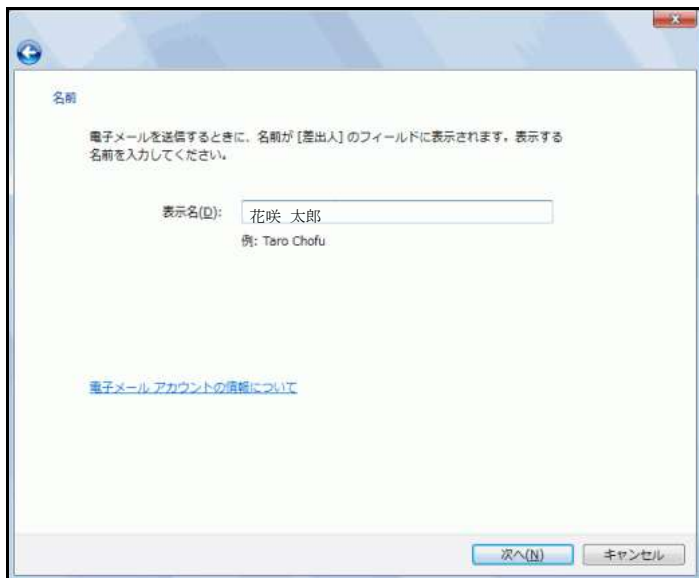 名前
電子メールを送信するときに、名前が [差出人] のフィールドに表示されます。表示する
名前を入力してください。
表示名(D): 花咲 太郎
例: Taro Chofu
電子メール アカウントの情報について
次へ(N) キャンセル